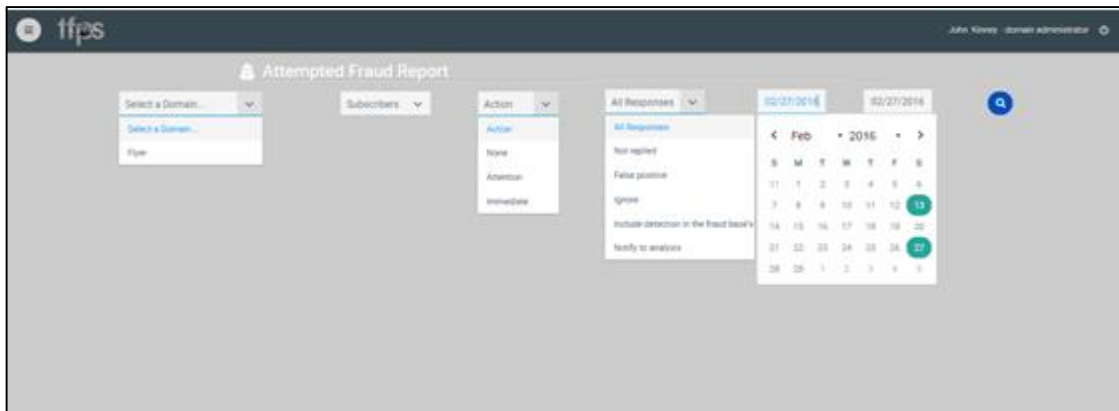 tfps
John Kinney - domain administrator
Attempted Fraud Report
Select a Domain...
Select a Domain...
Flyer
Subscribers
Action
Action
None
Attention
Immediate
All Responses
All Responses
Not replied
False positive
Ignore
Include detection in the fraud base's
Notify to analysis
02/27/2016
02/27/2016
Feb 2016
S M T W T F S
31 1 2 3 4 5 6
7 8 9 10 11 12 13
14 15 16 17 18 19 20
21 22 23 24 25 26 27
28 29 1 2 3 4 5